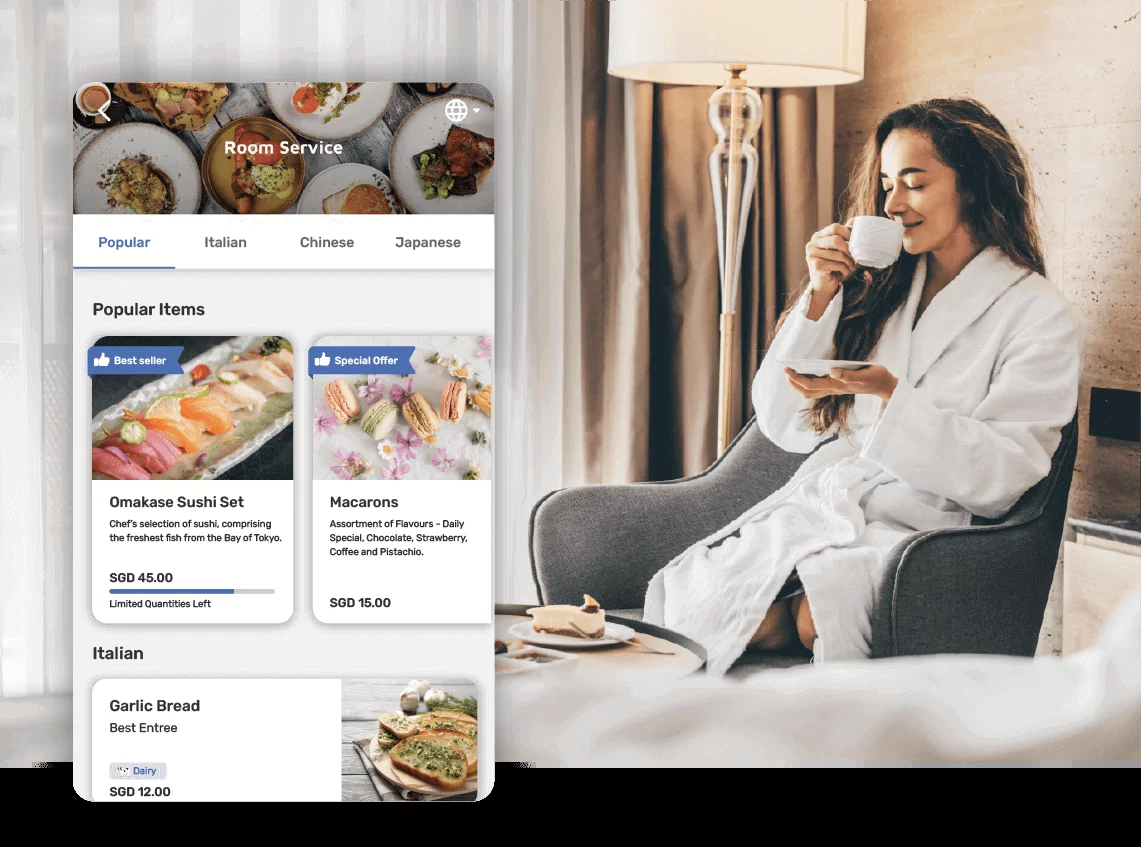 Room Service
Popular Italian Chinese Japanese
Popular Items
Best seller
Omakase Sushi Set
Chef's selection of sushi, comprising
the freshest fish from the Bay of Tokyo.
SGD 45.00
Limited Quantities Left
Special Offer
Macarons
Assortment of Flavours - Daily
Special, Chocolate, Strawberry,
Coffee and Pistachio.
SGD 15.00
Italian
Garlic Bread
Best Entree
Dairy
SGD 12.00